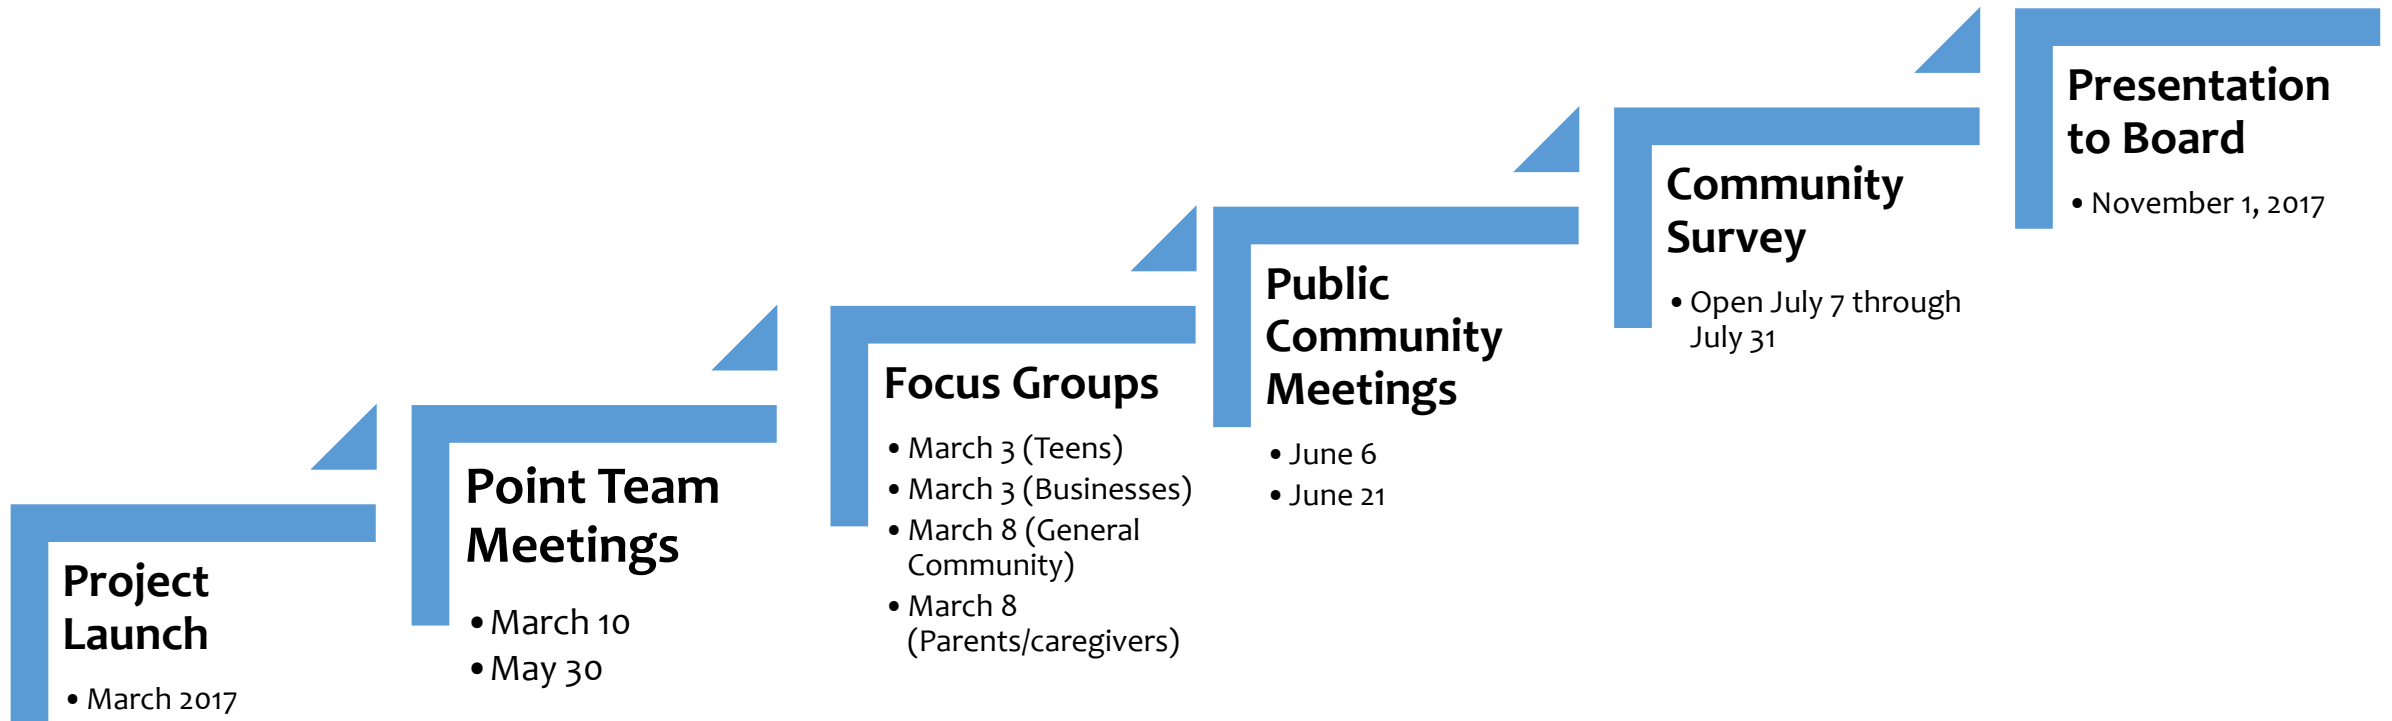 Project
Launch
• March 2017
Point Team
Meetings
• March 10
• May 30
Focus Groups
• March 3 (Teens)
• March 3 (Businesses)
• March 8 (General
Community)
• March 8
(Parents/caregivers)
Public
Community
Meetings
• June 6
• June 21
Community
Survey
• Open July 7 through
July 31
Presentation
to Board
• November 1, 2017